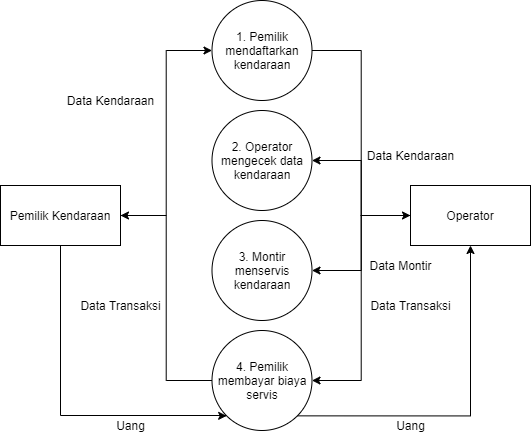 1. Pemilik
mendaftarkan
kendaraan
Data Kendaraan
2. Operator
mengecek data
kendaraan
Data Kendaraan
Pemilik Kendaraan
Operator
3. Montir
menservis
kendaraan
Data Montir
Data Transaksi
Data Transaksi
4. Pemilik
membayar biaya
servis
Uang
Uang